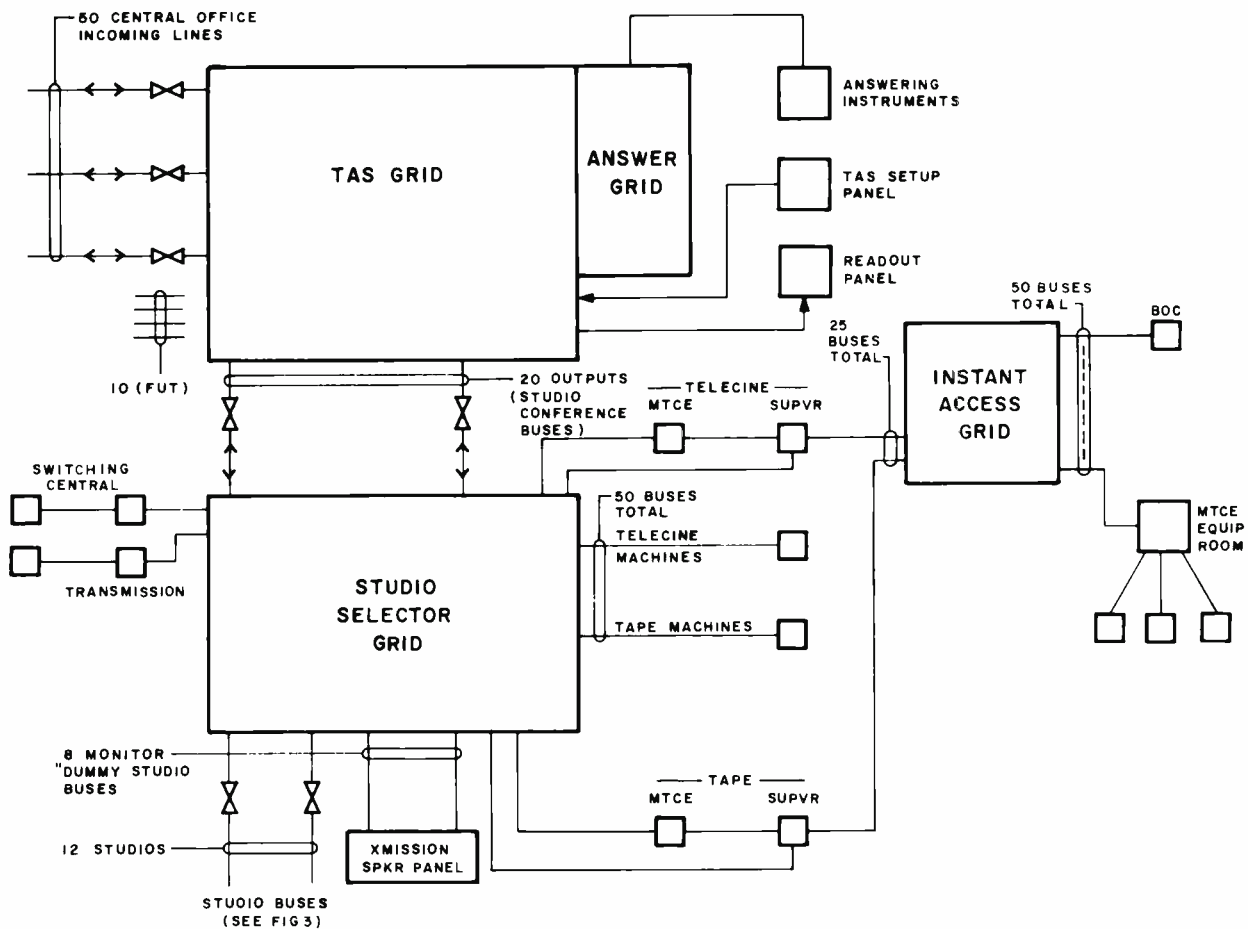 50 CENTRAL OFFICE
INCOMING LINES
TAS GRID
ANSWER
GRID
ANSWERING
INSTRUMENTS
TAS SETUP
PANEL
READOUT
PANEL
10 (FUT)
20 OUTPUTS
(STUDIO
CONFERENCE
BUSES)
25
BUSES
TOTAL
50 BUSES
TOTAL
BOC
INSTANT
ACCESS
GRID
TELECINE
MTCE
SUPVR
SWITCHING
CENTRAL
TRANSMISSION
50 BUSES
TOTAL
TELECINE
MACHINES
TAPE MACHINES
MTCE
EQUIP
ROOM
STUDIO
SELECTOR
GRID
8 MONITOR
"DUMMY STUDIO
BUSES
TAPE
MTCE
SUPVR
12 STUDIOS
XMISSION
SPKR PANEL
STUDIO BUSES
(SEE FIG 3)